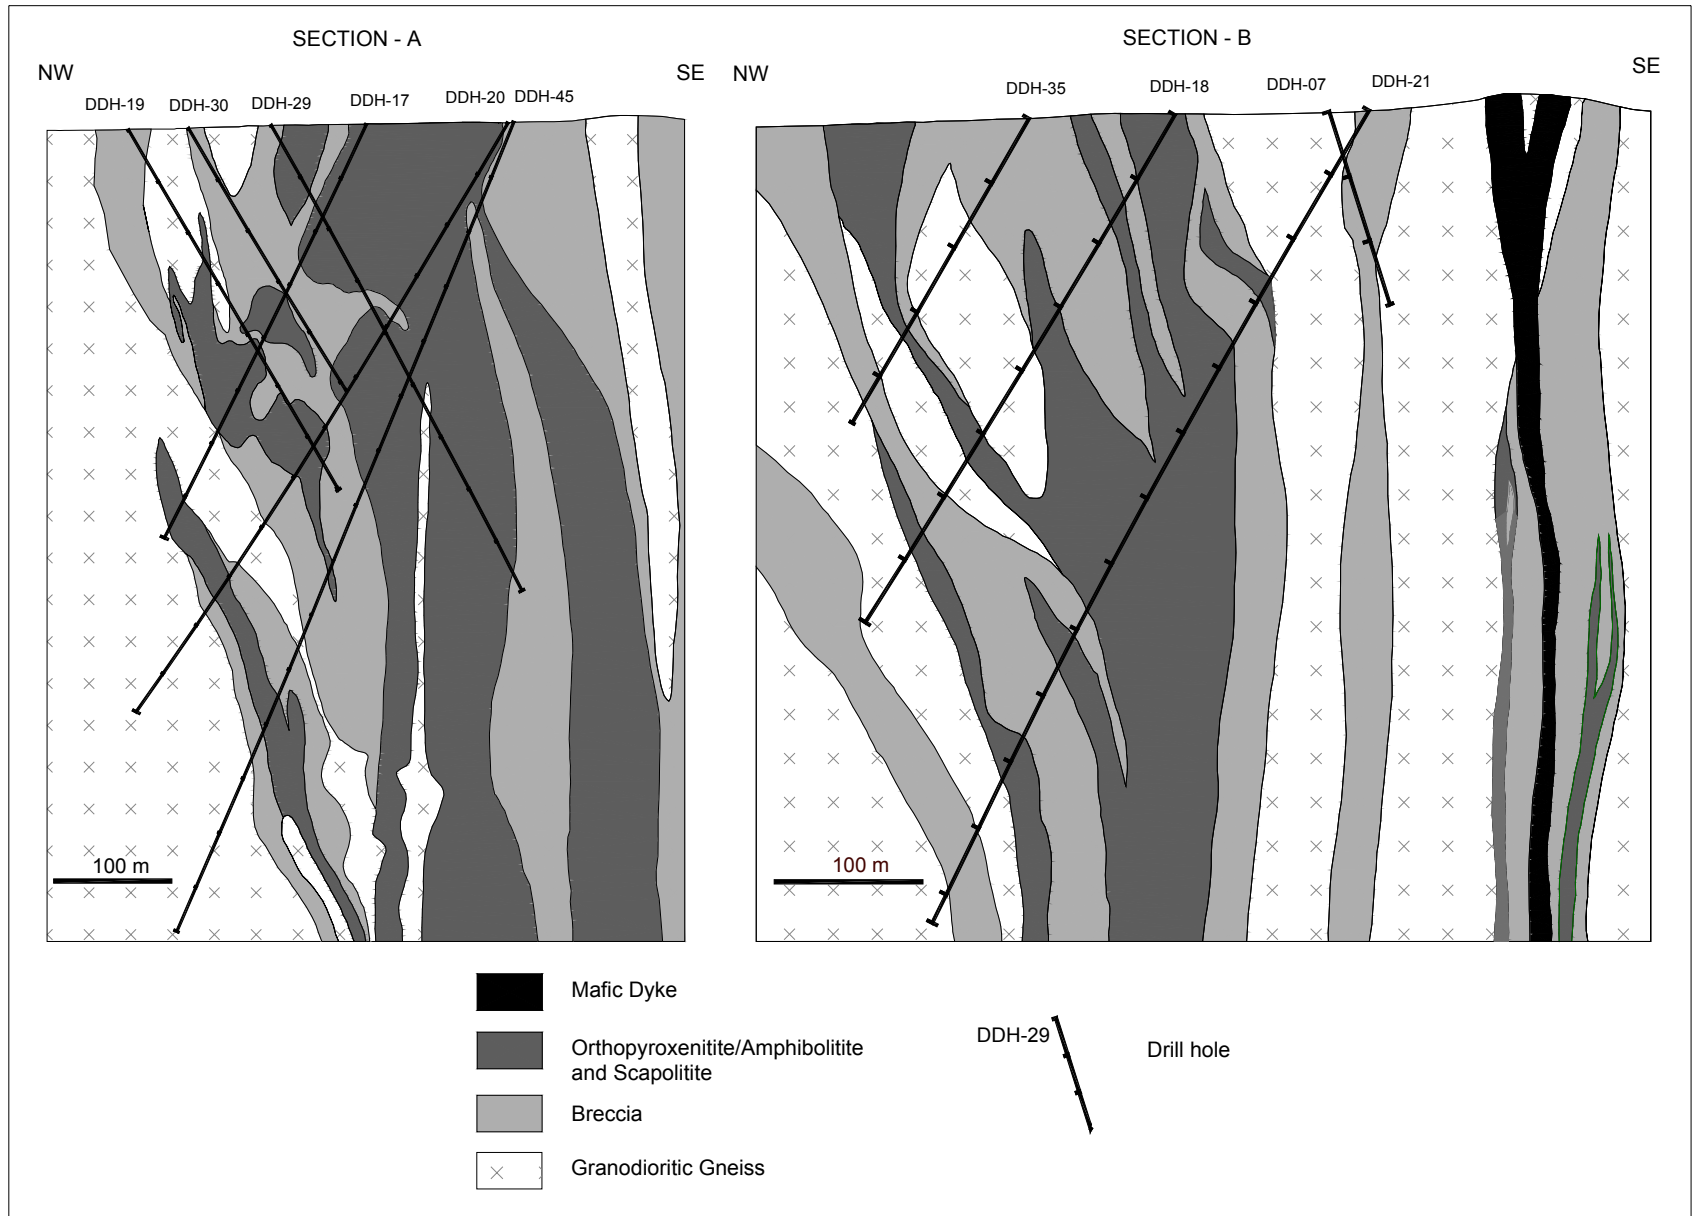 SECTION - A
SECTION - B
NW
SE
NW
SE
DDH-19
DDH-30
DDH-29
DDH-17
DDH-20
DDH-45
DDH-35
DDH-18
DDH-07
DDH-21
100 m
100 m
Mafic Dyke
Orthopyroxenitite/Amphibolitite
and Scapolitite
Breccia
Granodioritic Gneiss
DDH-29
Drill hole